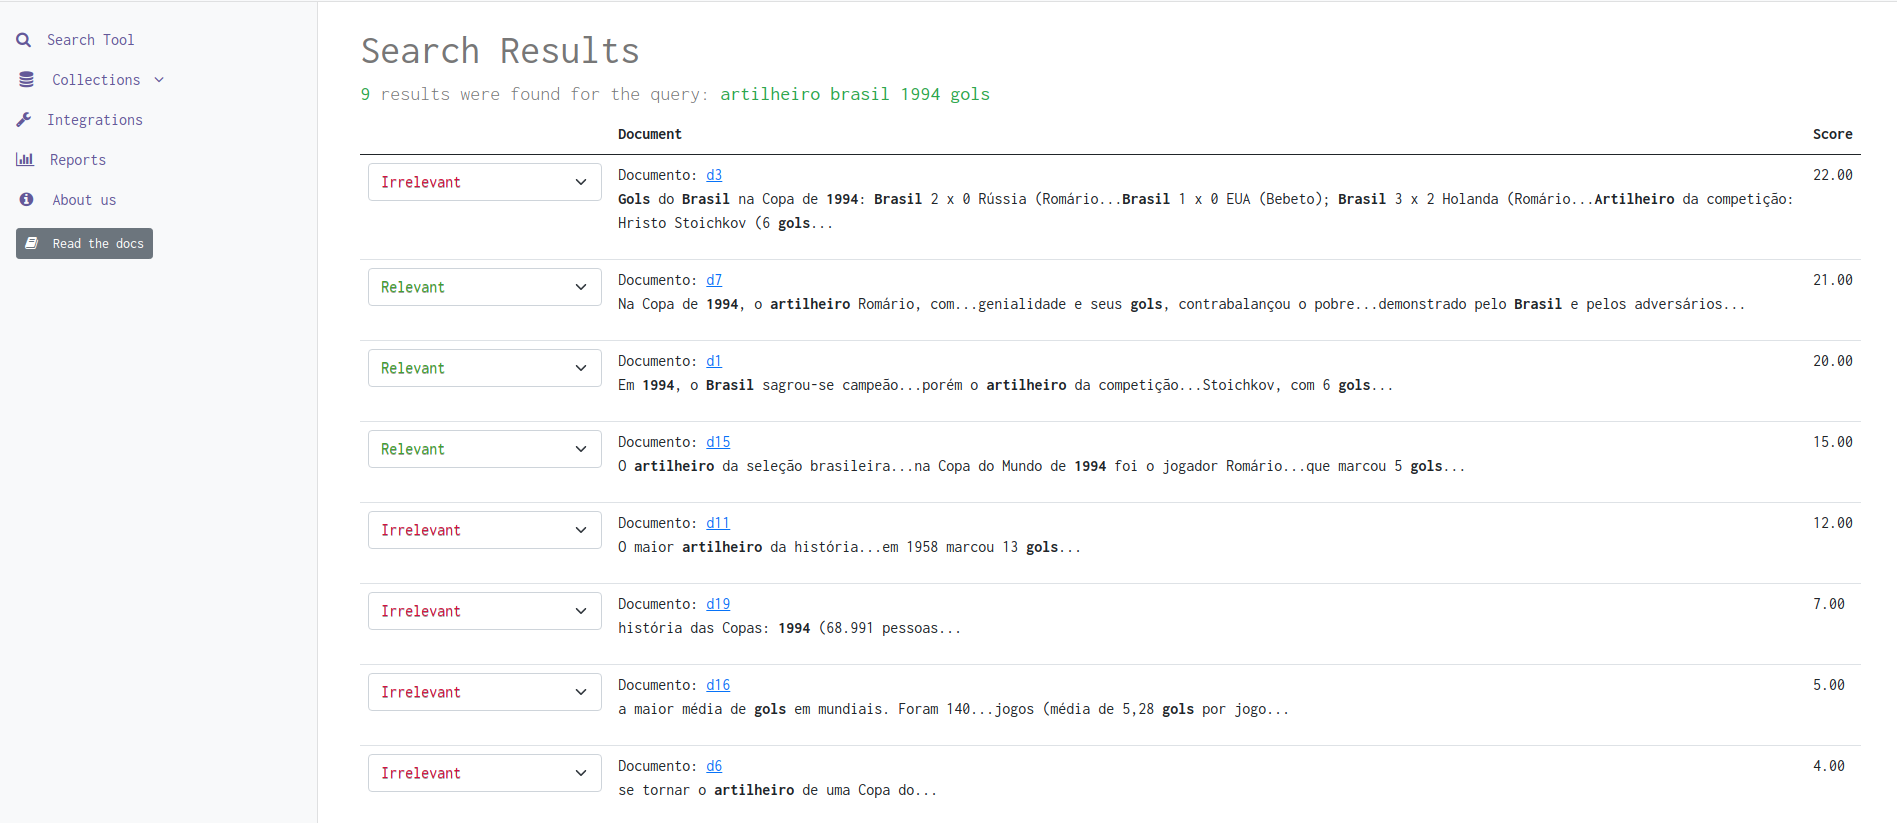 Search Tool
Collections
Integrations
Reports
About us
Read the docs
Search Results
9 results were found for the query: artilheiro brasil 1994 gols
Document Score
Irrelevant
Documento: d3 22.00
Gols do Brasil na Copa de 1994: Brasil 2 x 0 Rússia (Romário...Brasil 1 x 0 EUA (Bebeto); Brasil 3 x 2 Holanda (Romário...Artilheiro da competição:
Hristo Stoichkov (6 gols...
Relevant
Documento: d7 21.00
Na Copa de 1994, o artilheiro Romário, com...genialidade e seus gols, contrabalançou o pobre...demonstrado pelo Brasil e pelos adversários...
Relevant
Documento: d1 20.00
Em 1994, o Brasil sagrou-se campeão...porém o artilheiro da competição...Stoichkov, com 6 gols...
Relevant
Documento: d15 15.00
O artilheiro da seleção brasileira...na Copa do Mundo de 1994 foi o jogador Romário...que marcou 5 gols...
Irrelevant
Documento: d11 12.00
O maior artilheiro da história...em 1958 marcou 13 gols...
Irrelevant
Documento: d19 7.00
história das Copas: 1994 (68.991 pessoas...
Irrelevant
Documento: d16 5.00
a maior média de gols em mundiais. Foram 140...jogos (média de 5,28 gols por jogo...
Irrelevant
Documento: d6 4.00
se tornar o artilheiro de uma Copa do...